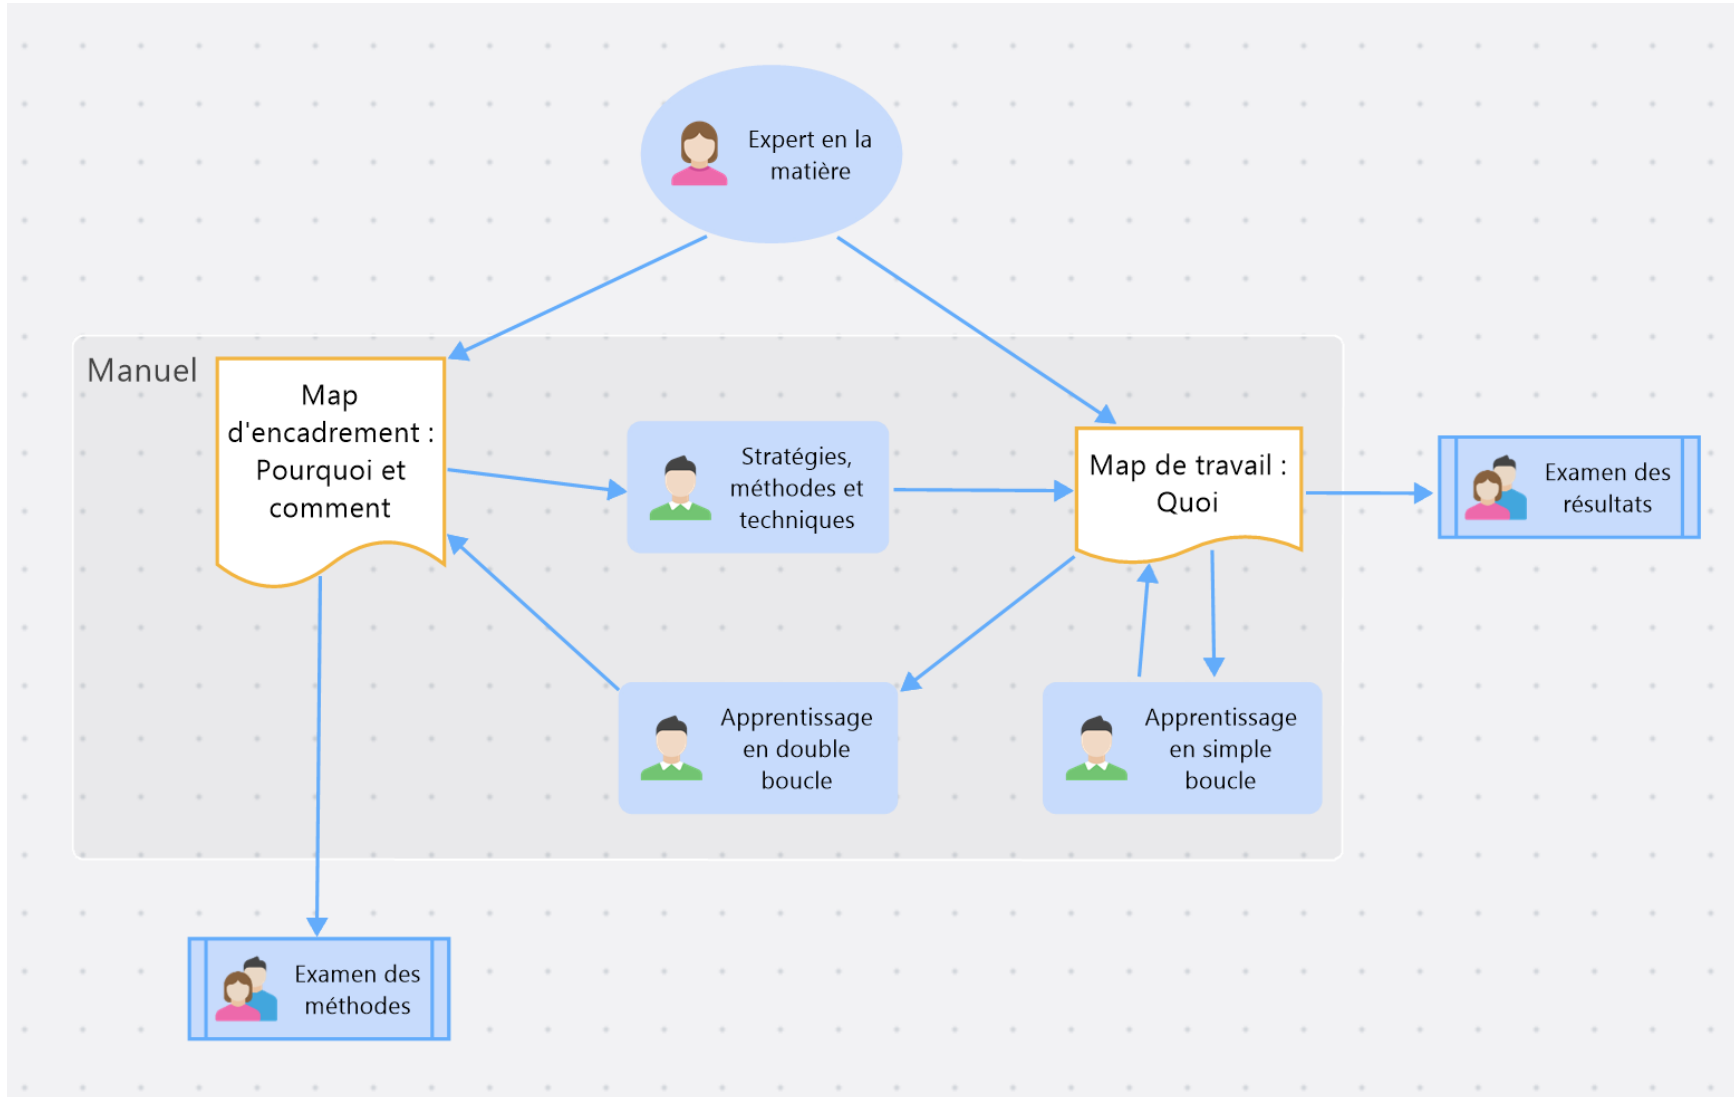 Expert en la
matière
Manuel
Map
d'encadrement :
Pourquoi et
comment
Stratégies,
méthodes et
techniques
Map de travail :
Quoi
Examen des
résultats
Apprentissage
en double
boucle
Apprentissage
en simple
boucle
Examen des
méthodes